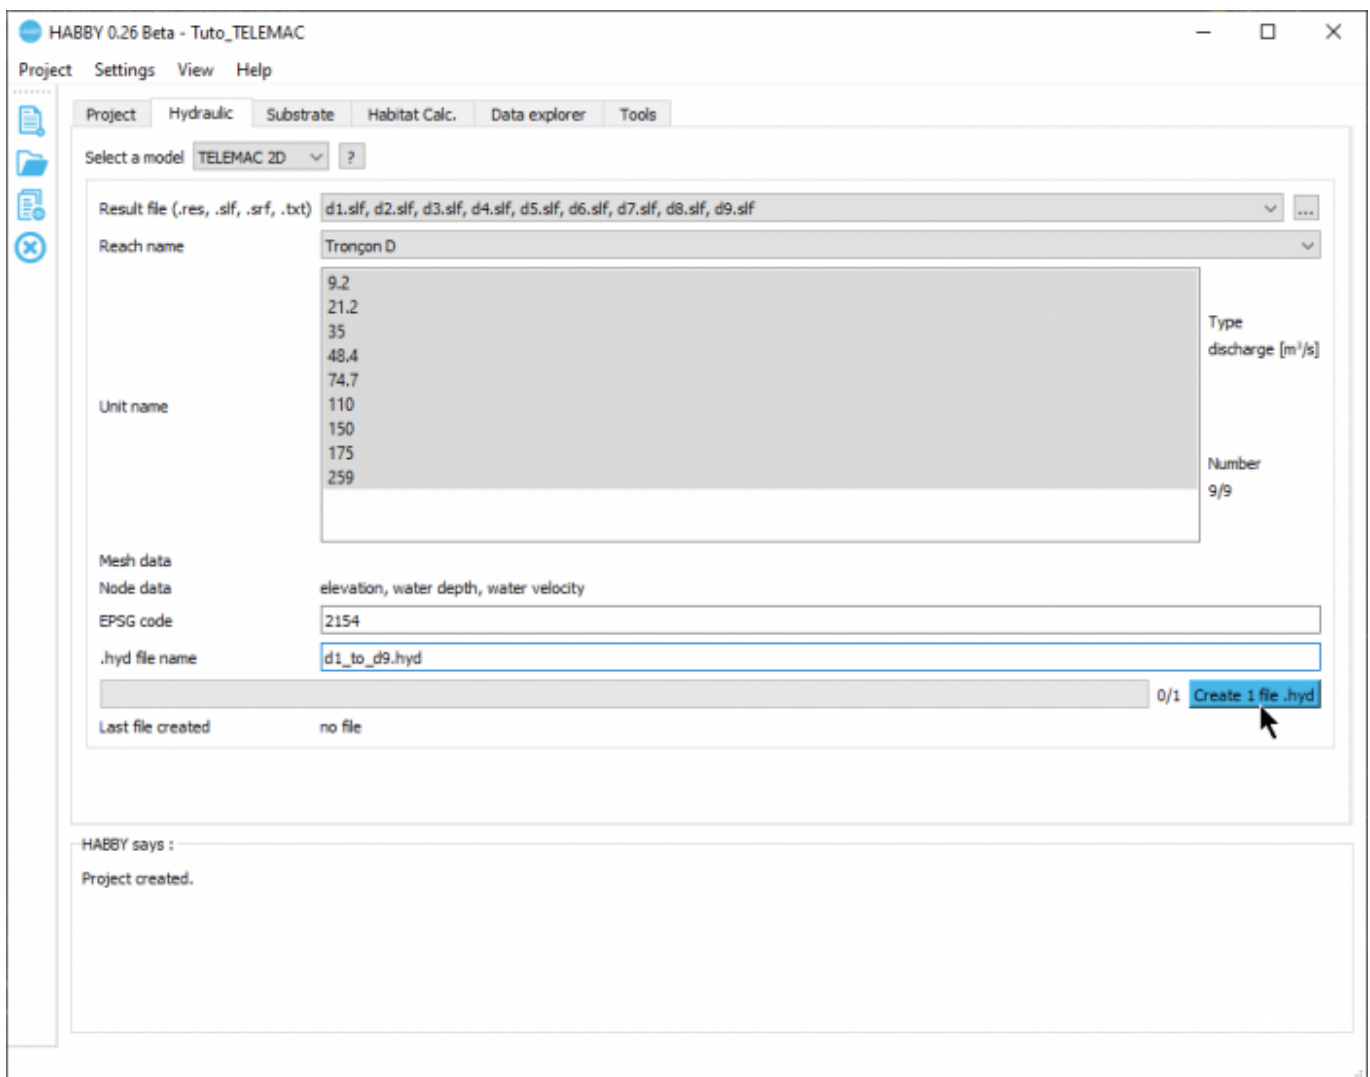 HABBY 0.26 Beta - Tuto_TELEMAC
Project Settings View Help
Project Hydraulic Substrate Habitat Calc. Data explorer Tools
Select a model TELEMAC 2D ?
Result file (.res, .slf, .srf, .txt) d1.slf, d2.slf, d3.slf, d4.slf, d5.slf, d6.slf, d7.slf, d8.slf, d9.slf ...
Reach name Tronçon D
9.2
21.2
35
48.4
74.7
110
150
175
259
Unit name
Type
discharge [m³/s]
Number
9/9
Mesh data
Node data elevation, water depth, water velocity
EPSG code 2154
.hyd file name d1_to_d9.hyd
0/1 Create 1 file .hyd
Last file created no file
HABBY says :
Project created.